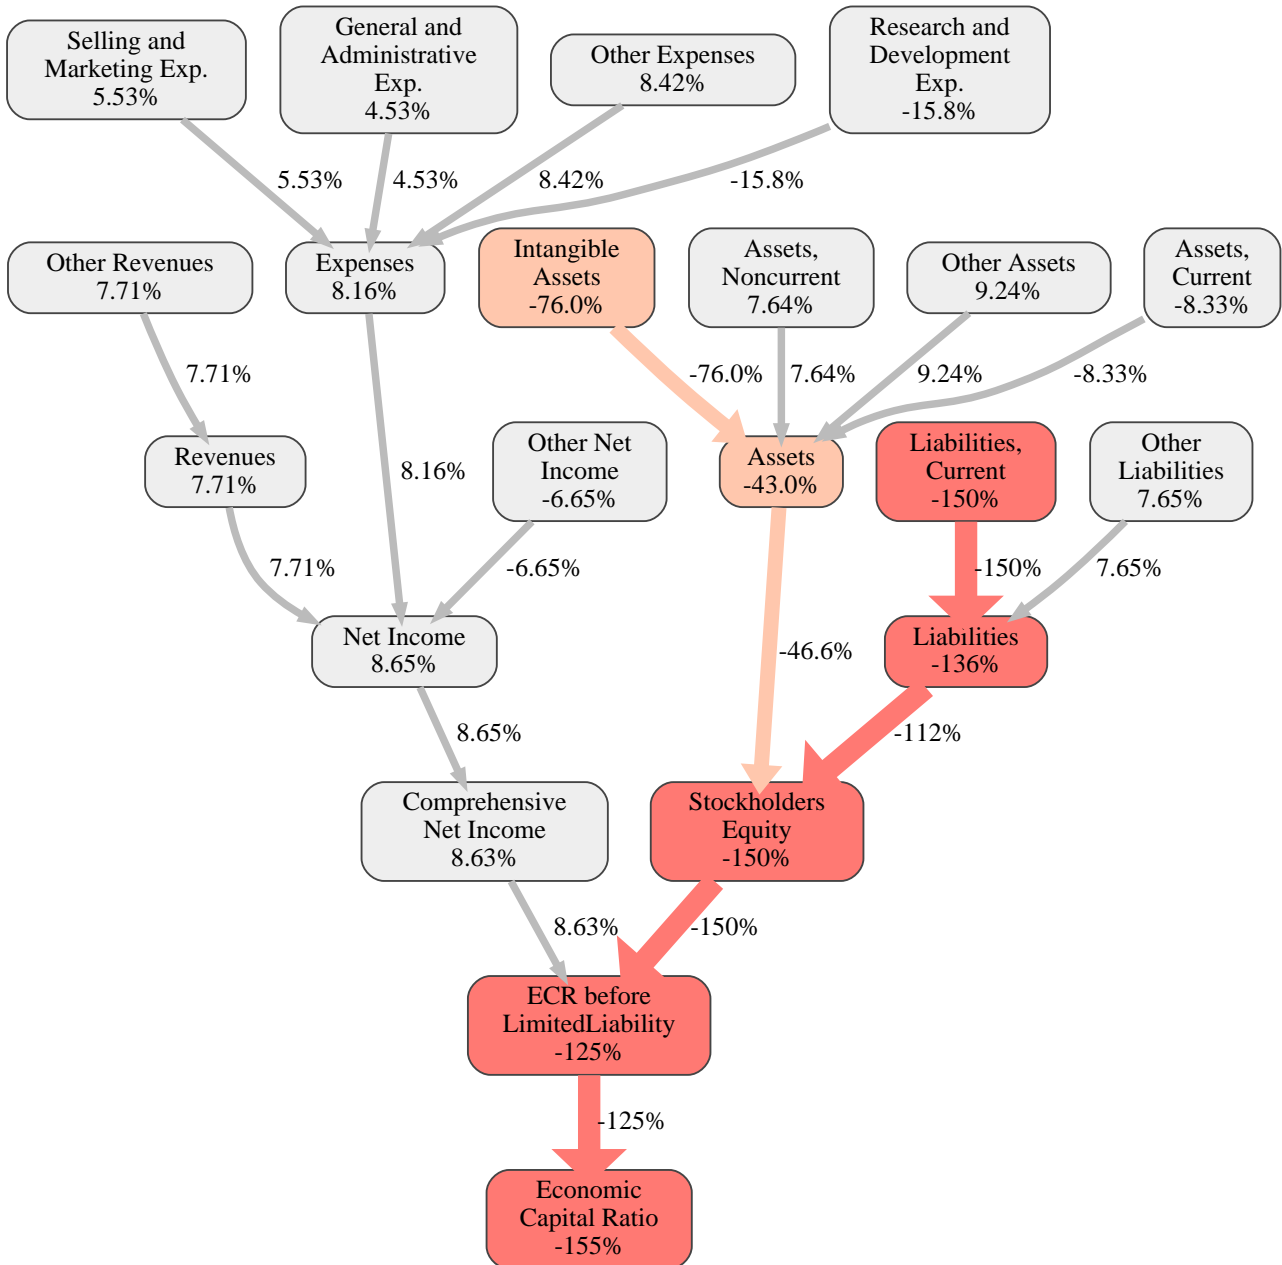 Selling and
Marketing Exp.
5.53%
General and
Administrative
Exp.
4.53%
Other Expenses
8.42%
Research and
Development
Exp.
-15.8%
5.53%
4.53%
8.42%
-15.8%
Other Revenues
7.71%
Expenses
8.16%
Intangible
Assets
-76.0%
Assets,
Noncurrent
7.64%
Other Assets
9.24%
Assets,
Current
-8.33%
7.71%
-76.0%
7.64%
9.24%
-8.33%
Revenues
7.71%
8.16%
Other Net
Income
-6.65%
Assets
-43.0%
Liabilities,
Current
-150%
Other
Liabilities
7.65%
7.71%
-6.65%
-150%
7.65%
Net Income
8.65%
-46.6%
Liabilities
-136%
8.65%
-112%
Comprehensive
Net Income
8.63%
Stockholders
Equity
-150%
8.63%
-150%
ECR before
LimitedLiability
-125%
-125%
Economic
Capital Ratio
-155%